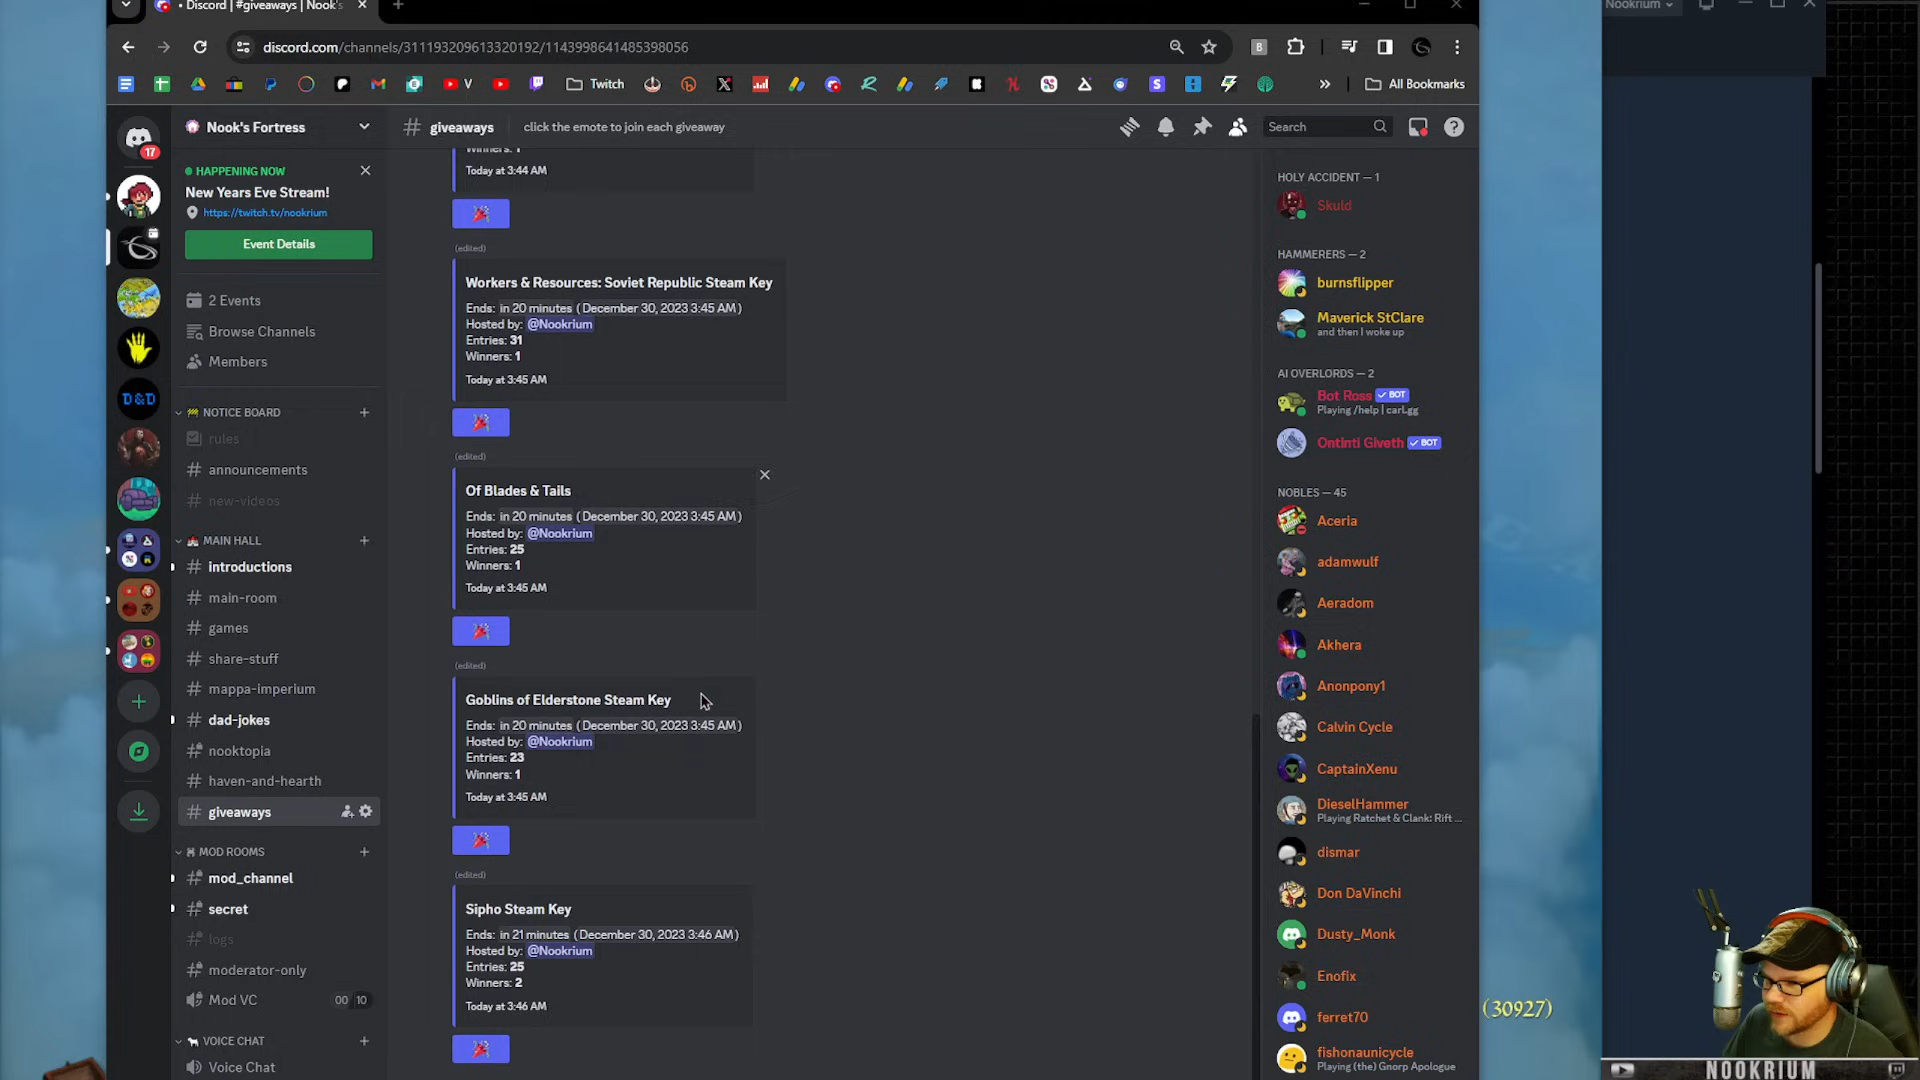 Discord | #giveaways | Nook's
Nookrium
discord.com/channels/311193209613320192/1143998641485398056
V
Twitch
All Bookmarks
Nook's Fortress
giveaways
click the emote to join each giveaway
Search
17
HAPPENING NOW
New Years Eve Stream!
https://twitch.tv/nookrium
Event Details
2 Events
Browse Channels
Members
D&D
NOTICE BOARD
rules
announcements
new-videos
MAIN HALL
introductions
main-room
games
share-stuff
mappa-imperium
dad-jokes
nooktopia
haven-and-hearth
giveaways
MOD ROOMS
mod_channel
secret
logs
moderator-only
Mod VC
00 10
VOICE CHAT
Voice Chat
Winners: 1
Today at 3:44 AM
(edited)
Workers & Resources: Soviet Republic Steam Key
Ends: in 20 minutes (December 30, 2023 3:45 AM)
Hosted by: @Nookrium
Entries: 31
Winners: 1
Today at 3:45 AM
(edited)
Of Blades & Tails
Ends: in 20 minutes (December 30, 2023 3:45 AM)
Hosted by: @Nookrium
Entries: 25
Winners: 1
Today at 3:45 AM
(edited)
Goblins of Elderstone Steam Key
Ends: in 20 minutes (December 30, 2023 3:45 AM)
Hosted by: @Nookrium
Entries: 23
Winners: 1
Today at 3:45 AM
(edited)
Sipho Steam Key
Ends: in 21 minutes (December 30, 2023 3:46 AM)
Hosted by: @Nookrium
Entries: 25
Winners: 2
Today at 3:46 AM
HOLY ACCIDENT — 1
Skuld
HAMMERERS — 2
burnsflipper
Maverick StClare
and then I woke up
AI OVERLORDS — 2
Bot Ross BOT
Playing /help | carl.gg
Ontinti Giveth BOT
NOBLES — 45
Aceria
adamwulf
Aeradom
Akhera
Anonpony1
Calvin Cycle
CaptainXenu
DieselHammer
Playing Ratchet & Clank: Rift ...
dismar
Don DaVinchi
Dusty_Monk
Enofix
ferret70
fishonaunicycle
Playing (the) Gnorp Apologue
(30927)
NOOKRIUM